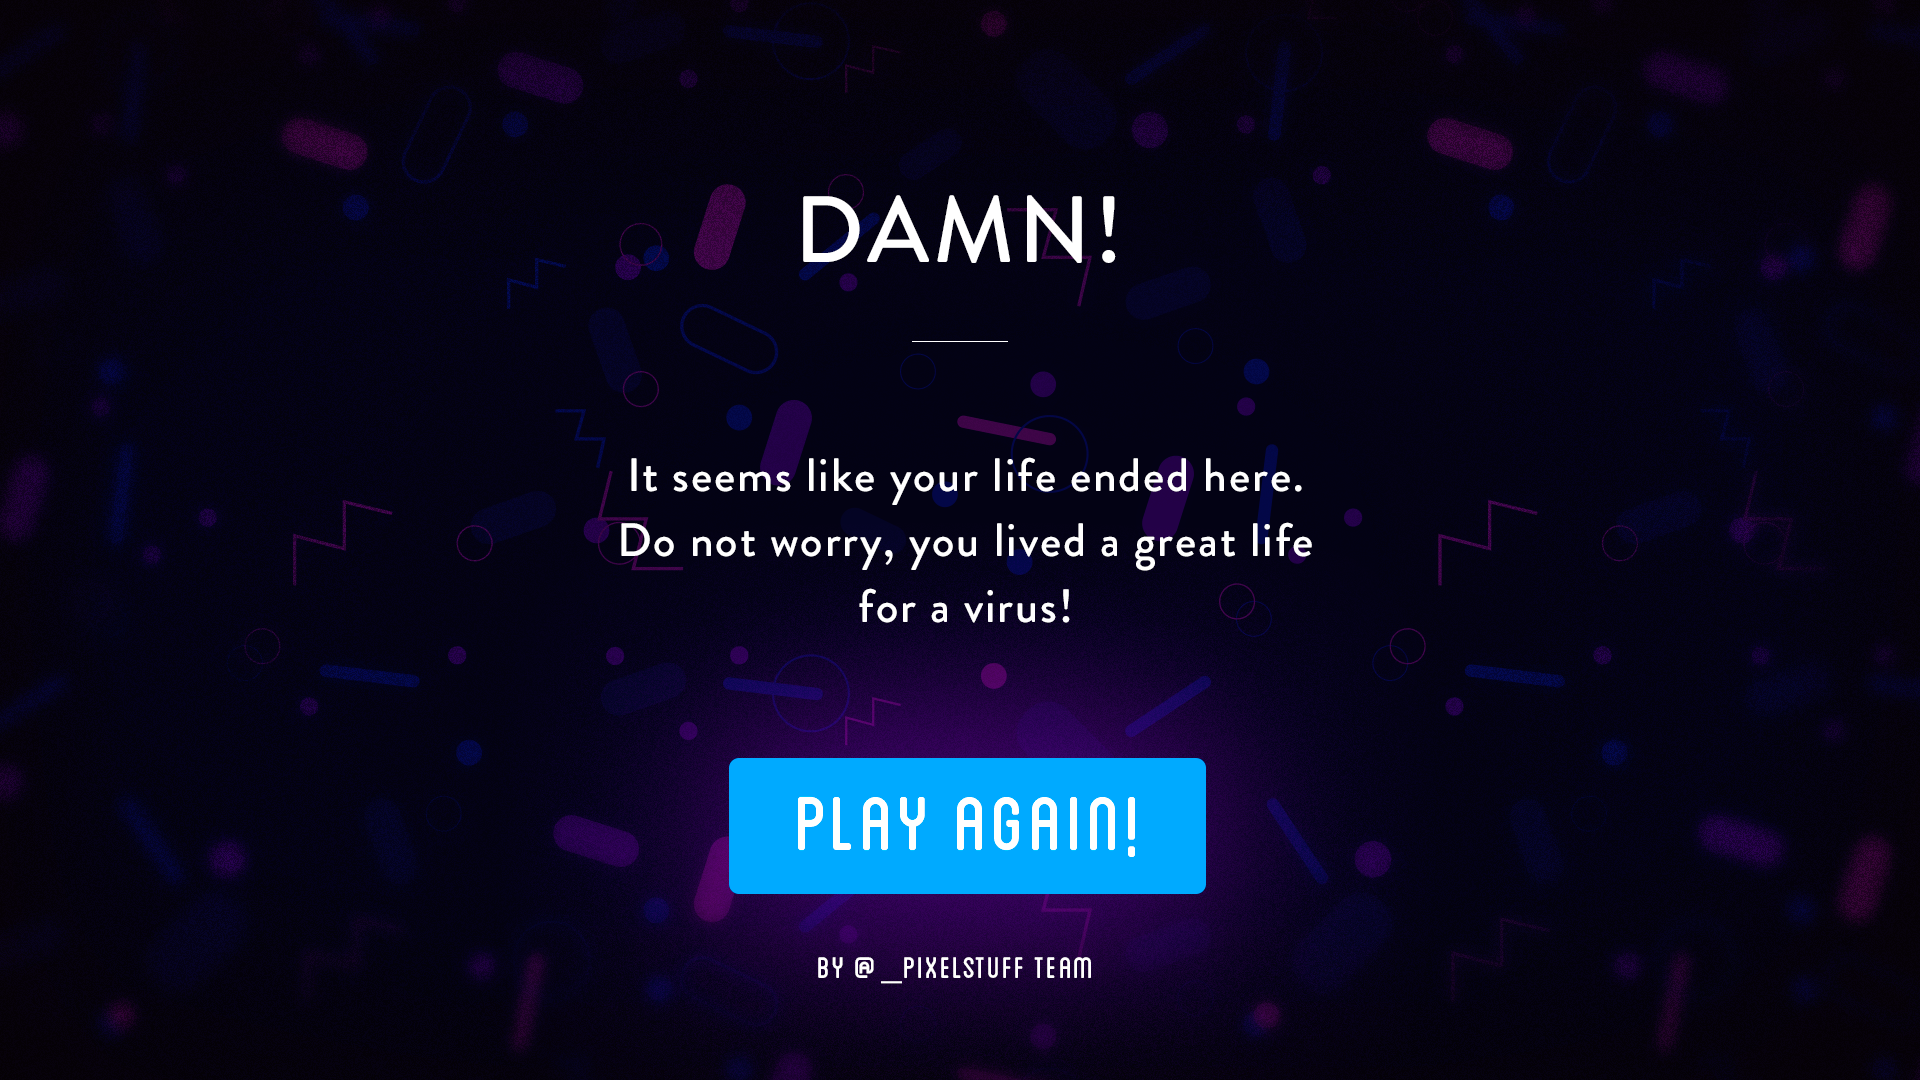 DAMN!
It seems like your life ended here.
Do not worry, you lived a great life
for a virus!
PLAY AGAIN!
BY @__PIXELSTUFF TEAM